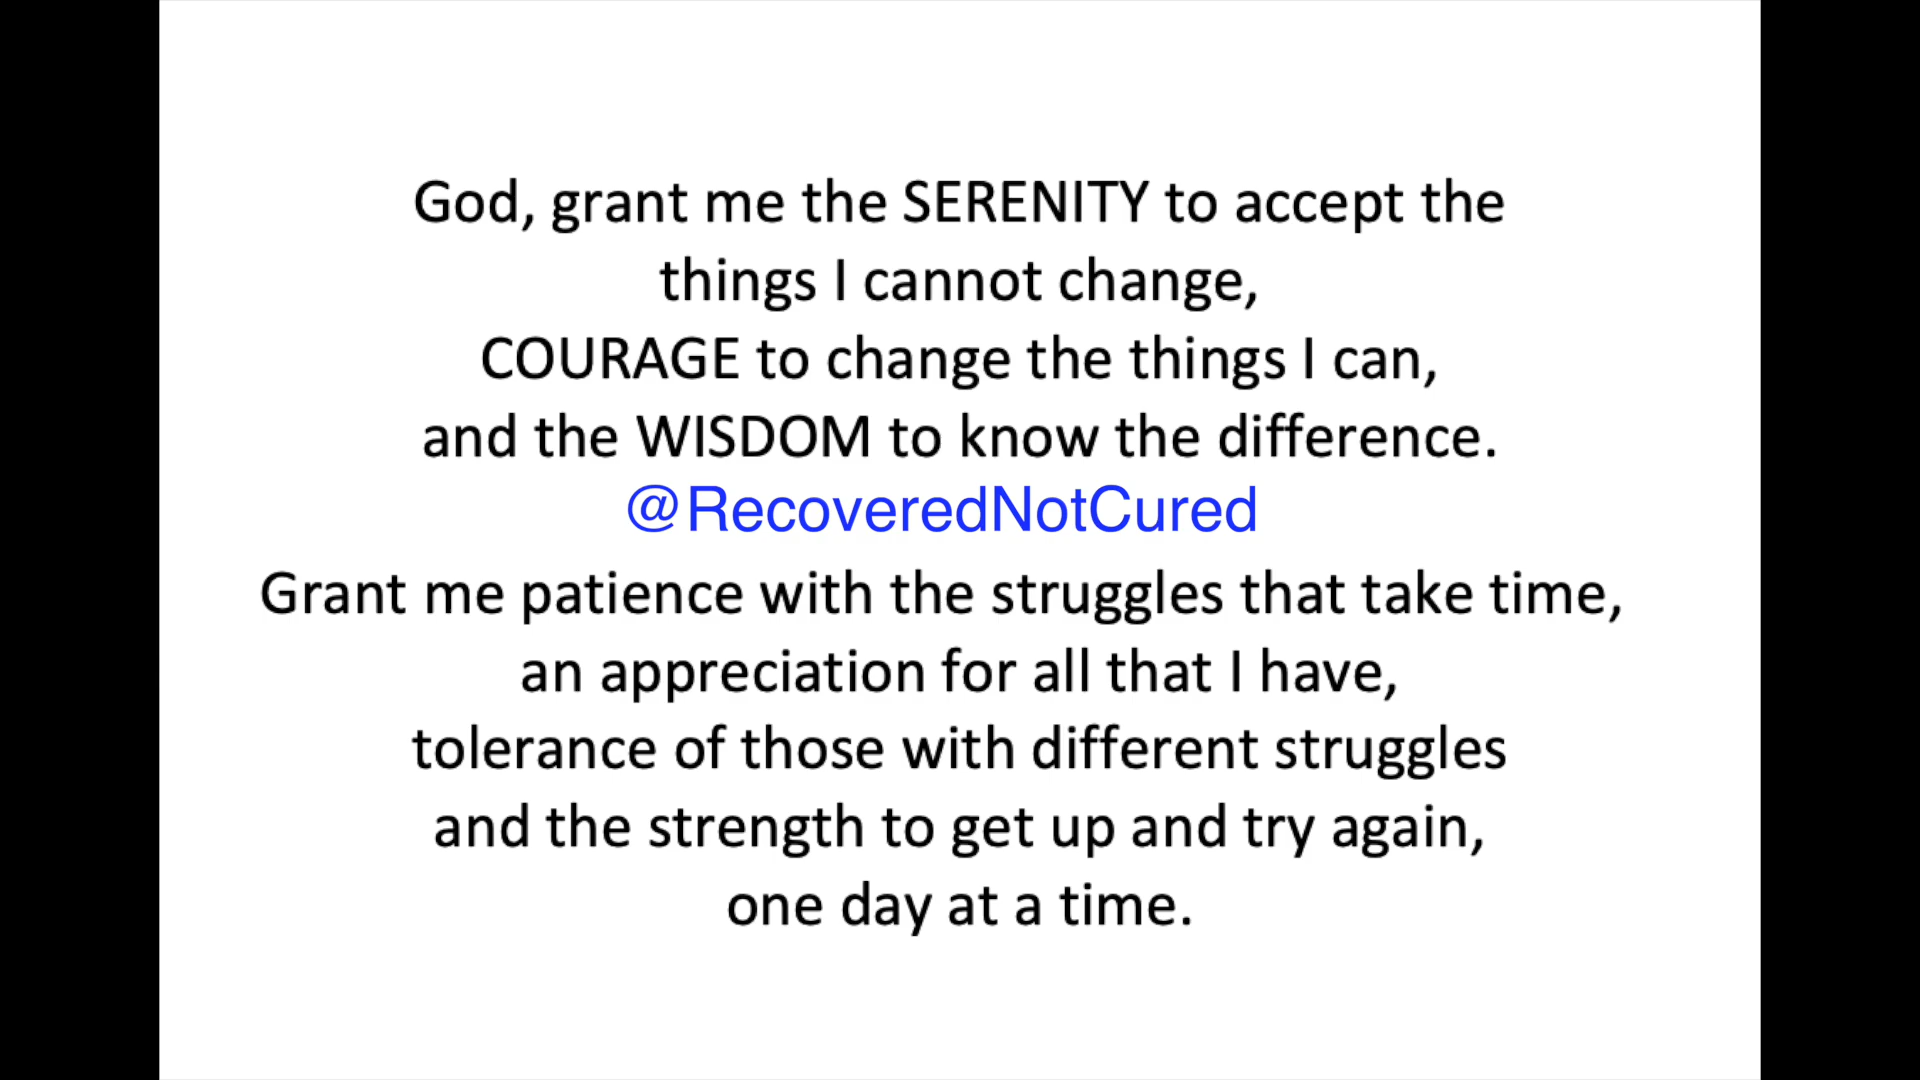 God, grant me the SERENITY to accept the
things I cannot change,
COURAGE to change the things I can,
and the WISDOM to know the difference.
@RecoveredNotCured
Grant me patience with the struggles that take time,
an appreciation for all that I have,
tolerance of those with different struggles
and the strength to get up and try again,
one day at a time.